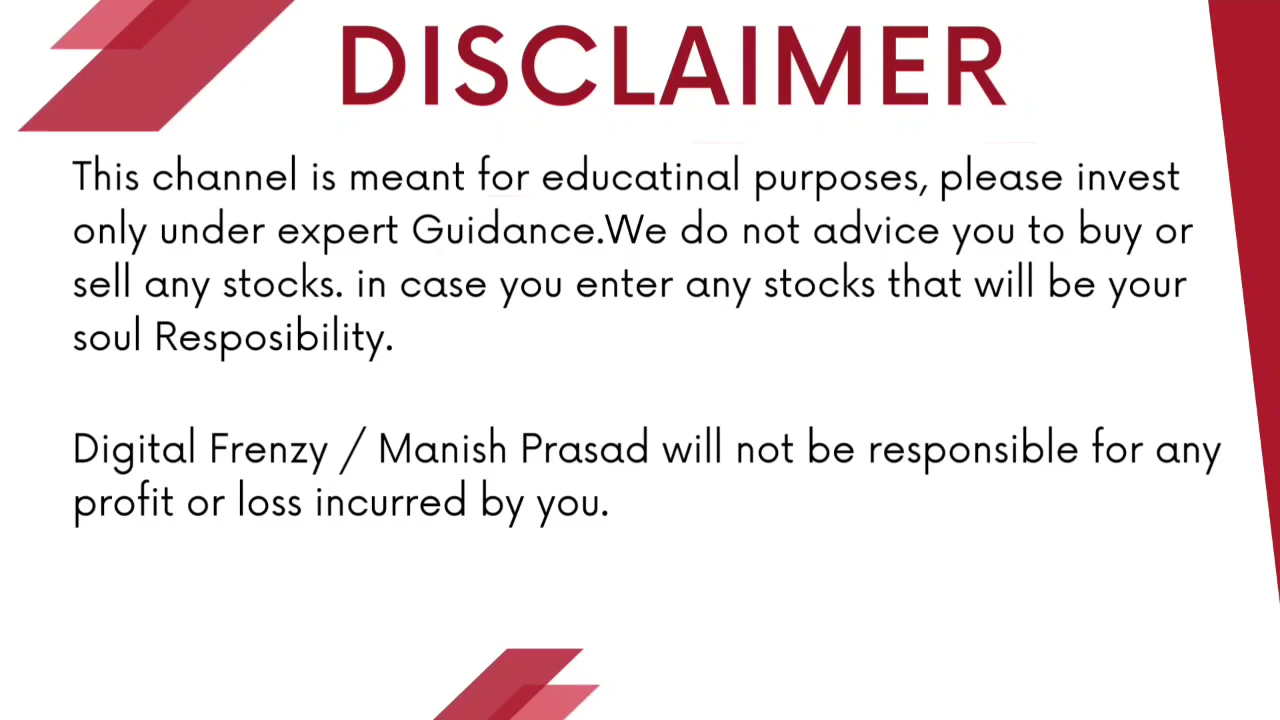 DISCLAIMER
This channel is meant for educatinal purposes, please invest
only under expert Guidance.We do not advice you to buy or
sell any stocks. in case you enter any stocks that will be your
soul Resposibility.
Digital Frenzy / Manish Prasad will not be responsible for any
profit or loss incurred by you.